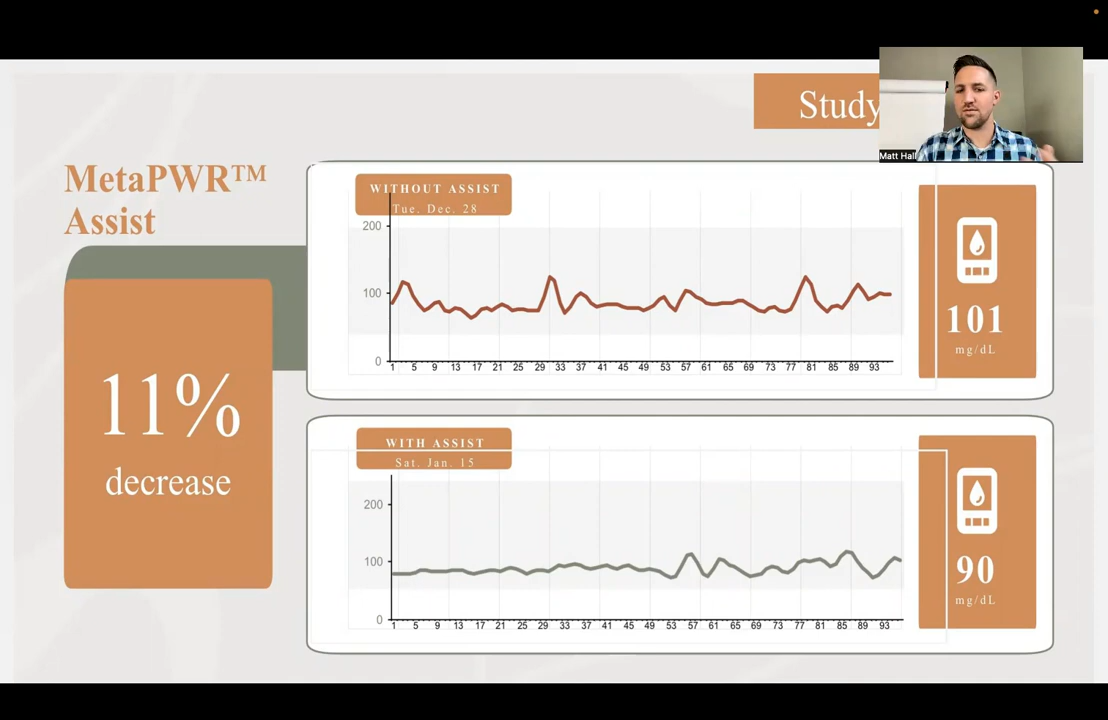 Study
Matt Hall
MetaPWR™
Assist
11%
decrease
WITHOUT ASSIST
Tue. Dec. 28
200
100
0
1 5 9 13 17 21 25 29 33 37 41 45 49 53 57 61 65 69 73 77 81 85 89 93
101
mg/dL
WITH ASSIST
Sat. Jan. 15
200
100
0
1 5 9 13 17 21 25 29 33 37 41 45 49 53 57 61 65 69 73 77 81 85 89 93
90
mg/dL